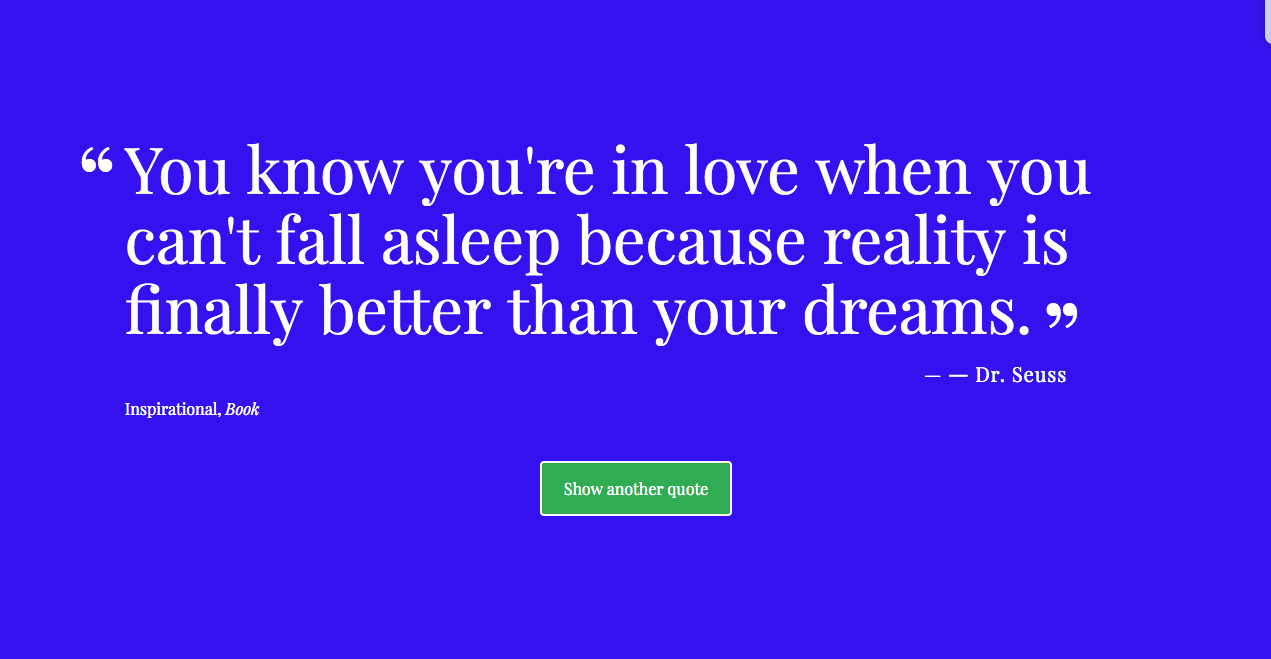 “ You know you're in love when you
can't fall asleep because reality is
finally better than your dreams. ”
— — Dr. Seuss
Inspirational, Book
Show another quote